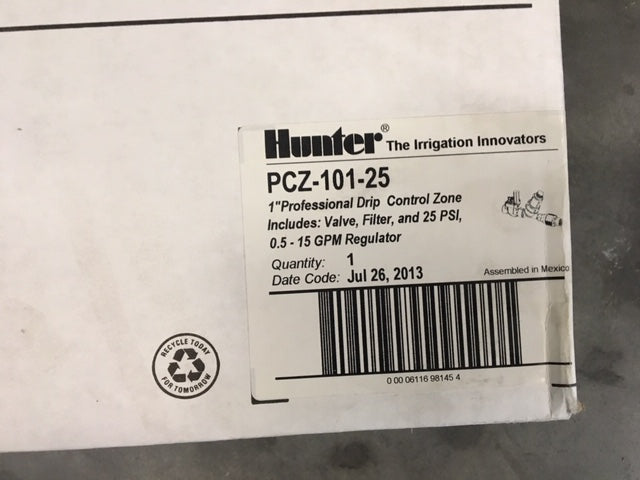 Hunter® The Irrigation Innovators
PCZ-101-25
1"Professional Drip Control Zone
Includes: Valve, Filter, and 25 PSI,
0.5 - 15 GPM Regulator
Quantity: 1
Date Code: Jul 26, 2013
Assembled in Mexico
0 00 06116 98145 4
RECYCLE TODAY
FOR TOMORROW